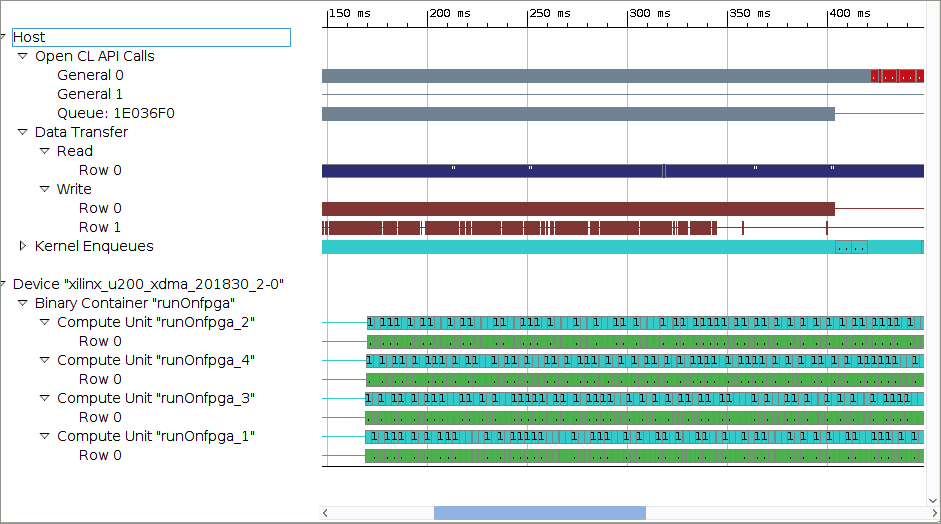 150 ms 200 ms 250 ms 300 ms 350 ms 400 ms
Host
Open CL API Calls
General 0
General 1
Queue: 1E036F0
Data Transfer
Read
Row 0
Write
Row 0
Row 1
Kernel Enqueues
Device "xilinx_u200_xdma_201830_2-0"
Binary Container "runOnfpga"
Compute Unit "runOnfpga_2"
Row 0
Compute Unit "runOnfpga_4"
Row 0
Compute Unit "runOnfpga_3"
Row 0
Compute Unit "runOnfpga_1"
Row 0